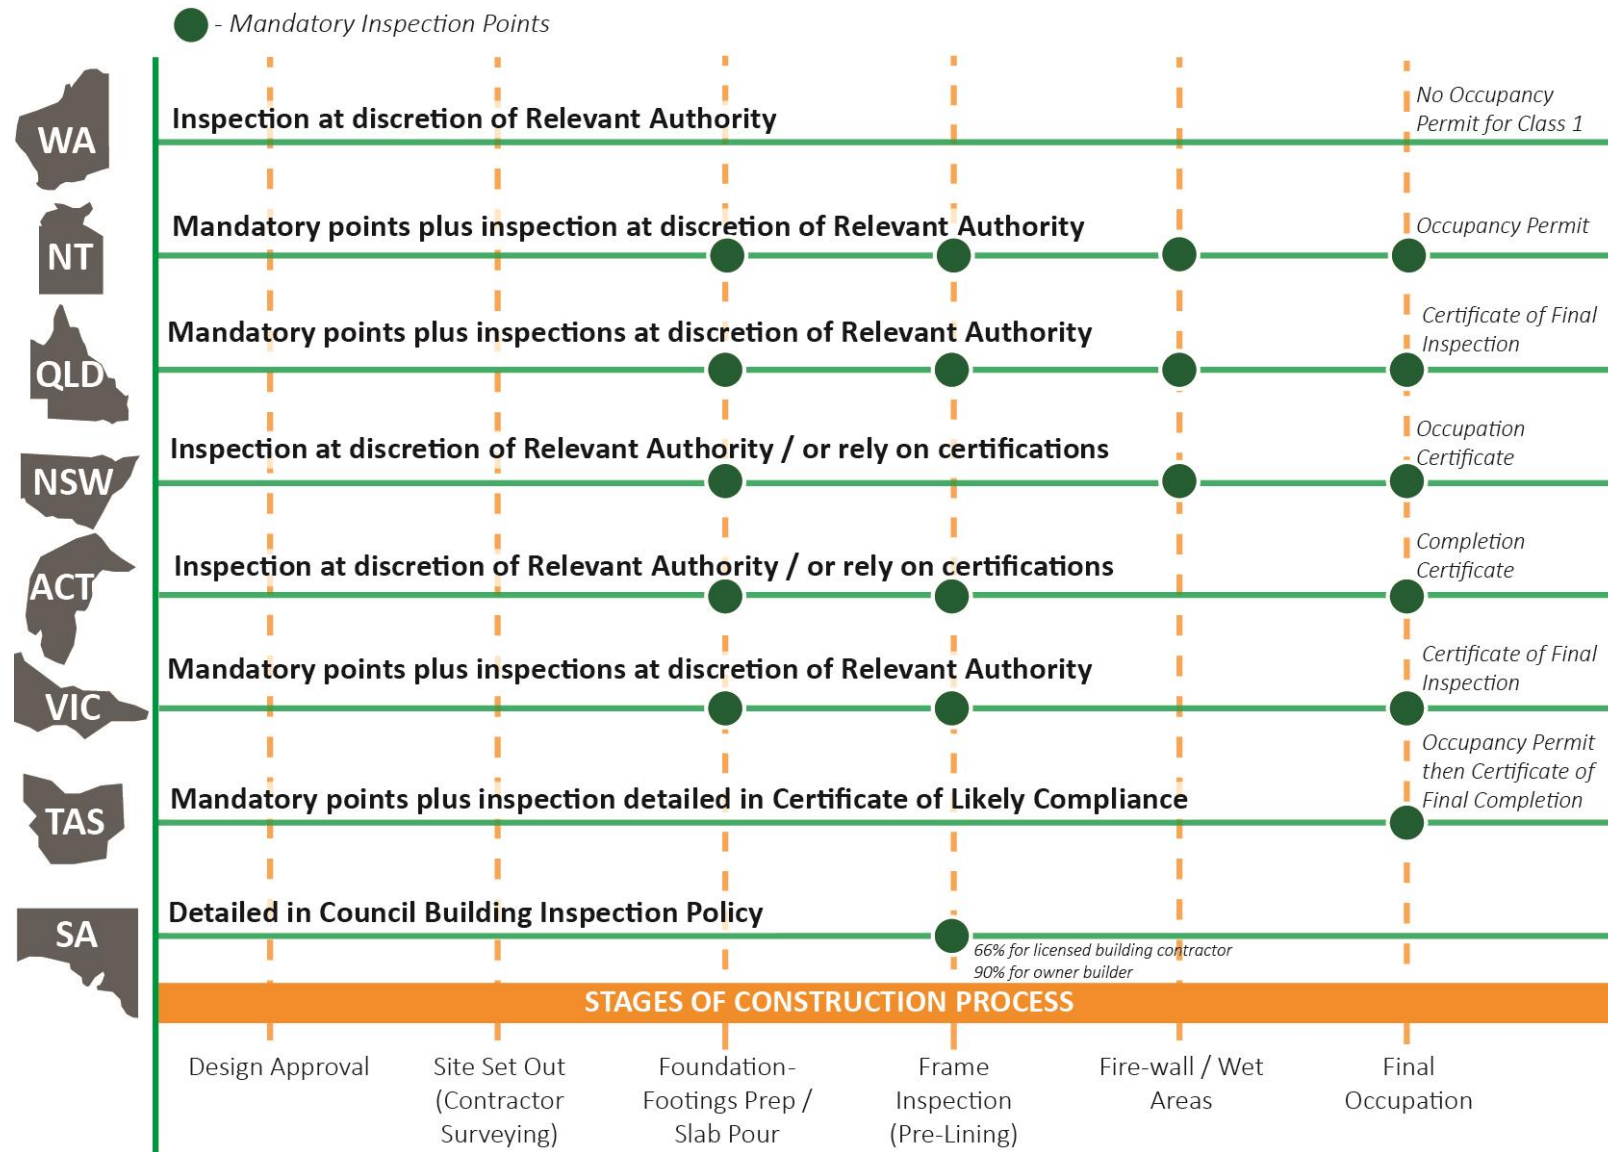 - Mandatory Inspection Points
WA
Inspection at discretion of Relevant Authority
No Occupancy
Permit for Class 1
NT
Mandatory points plus inspection at discretion of Relevant Authority
Occupancy Permit
QLD
Mandatory points plus inspections at discretion of Relevant Authority
Certificate of Final
Inspection
NSW
Inspection at discretion of Relevant Authority / or rely on certifications
Occupation
Certificate
ACT
Inspection at discretion of Relevant Authority / or rely on certifications
Completion
Certificate
VIC
Mandatory points plus inspections at discretion of Relevant Authority
Certificate of Final
Inspection
TAS
Mandatory points plus inspection detailed in Certificate of Likely Compliance
Occupancy Permit
then Certificate of
Final Completion
SA
Detailed in Council Building Inspection Policy
66% for licensed building contractor
90% for owner builder
STAGES OF CONSTRUCTION PROCESS
Design Approval
Site Set Out
(Contractor
Surveying)
Foundation-
Footings Prep /
Slab Pour
Frame
Inspection
(Pre-Lining)
Fire-wall / Wet
Areas
Final
Occupation